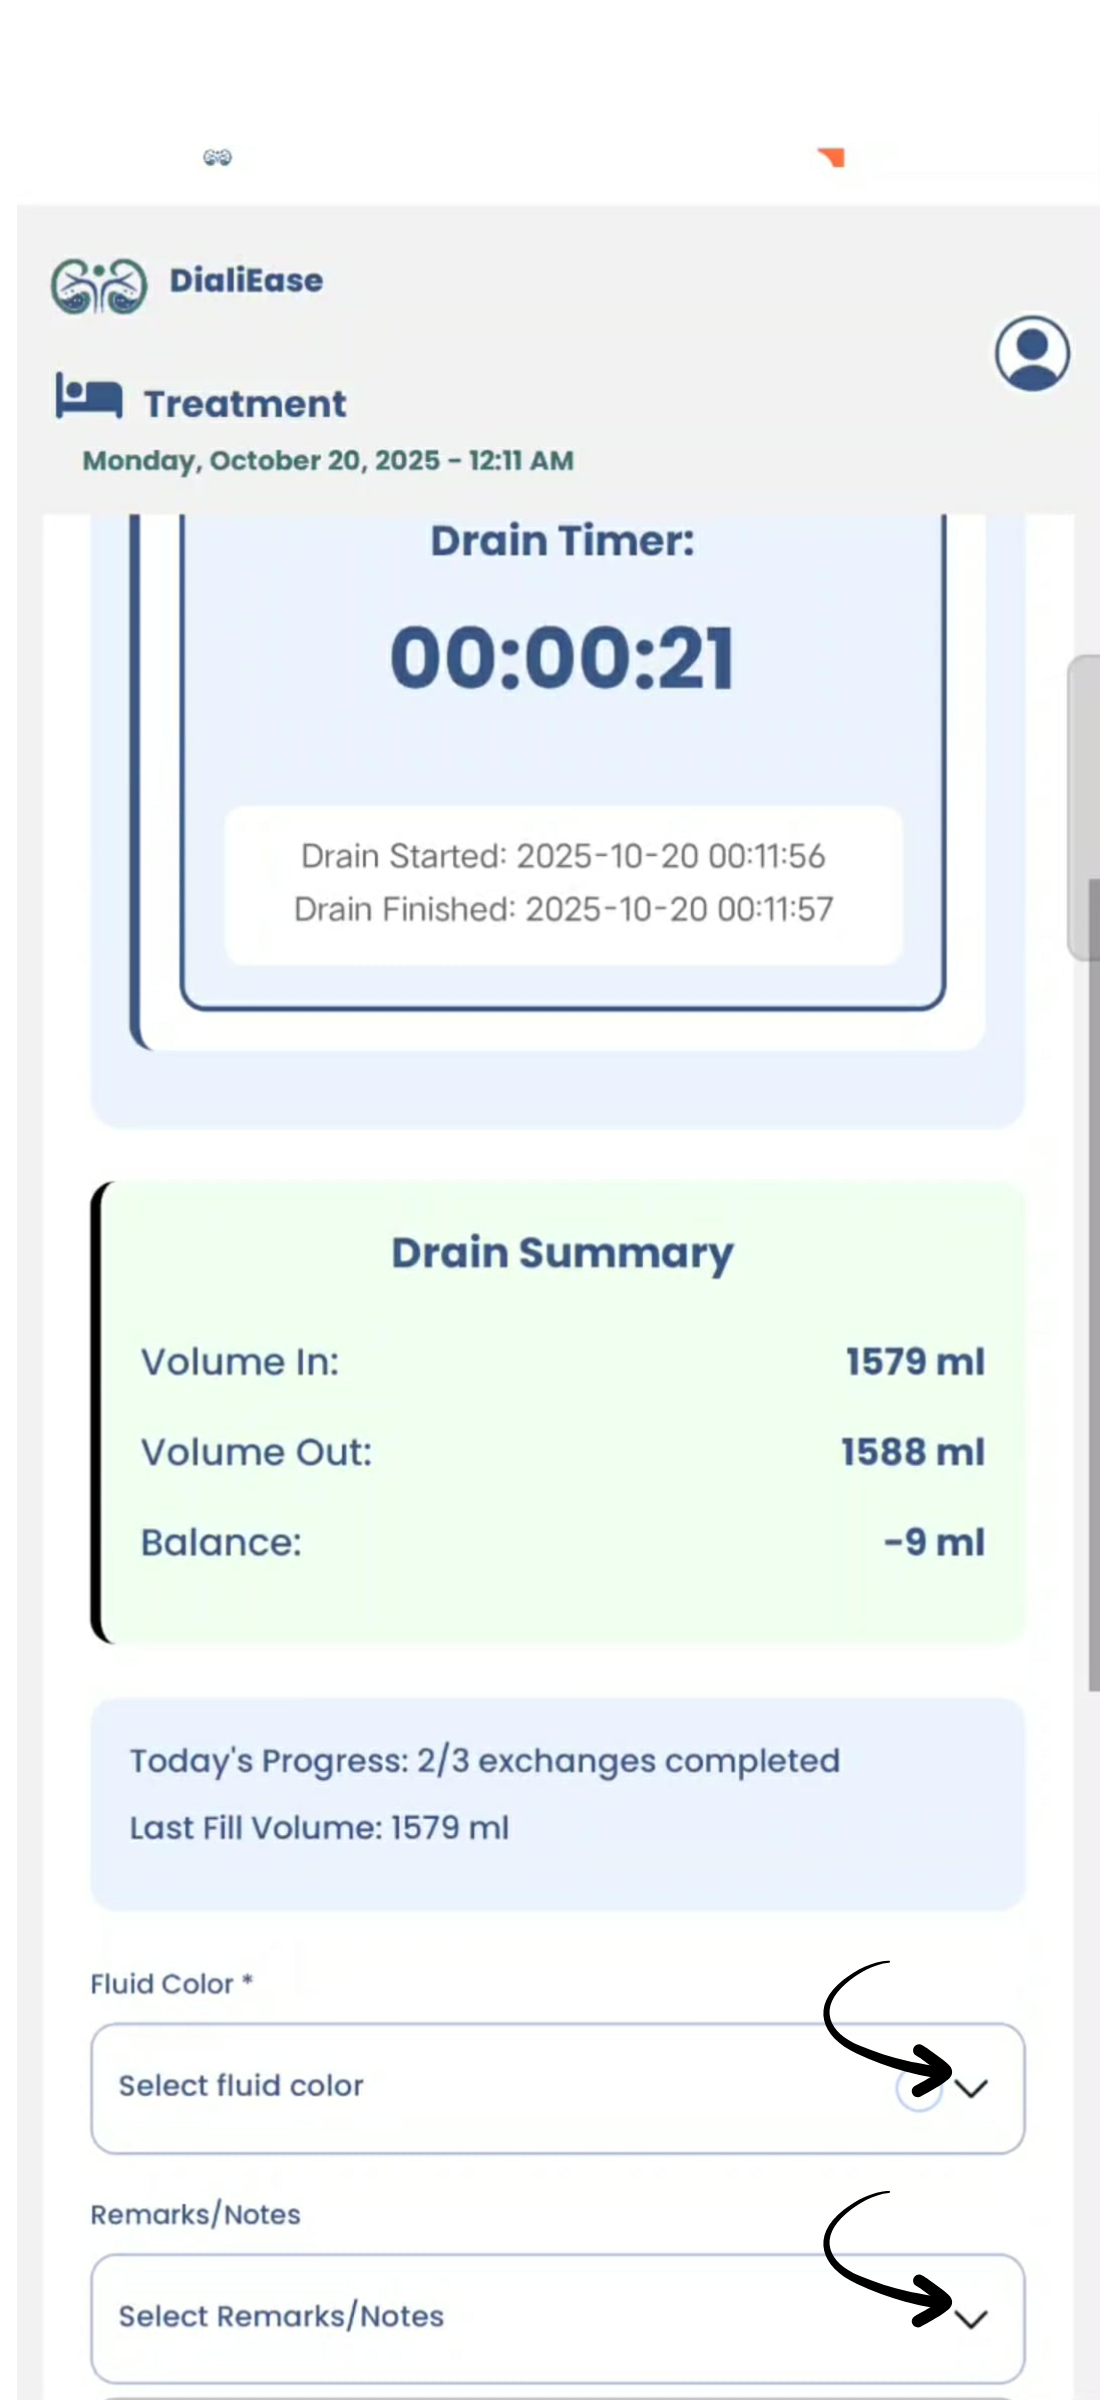 DialiEase
Treatment
Monday, October 20, 2025 - 12:11 AM
Drain Timer:
00:00:21
Drain Started: 2025-10-20 00:11:56
Drain Finished: 2025-10-20 00:11:57
Drain Summary
Volume In: 1579 ml
Volume Out: 1588 ml
Balance: -9 ml
Today's Progress: 2/3 exchanges completed
Last Fill Volume: 1579 ml
Fluid Color *
Select fluid color
Remarks/Notes
Select Remarks/Notes